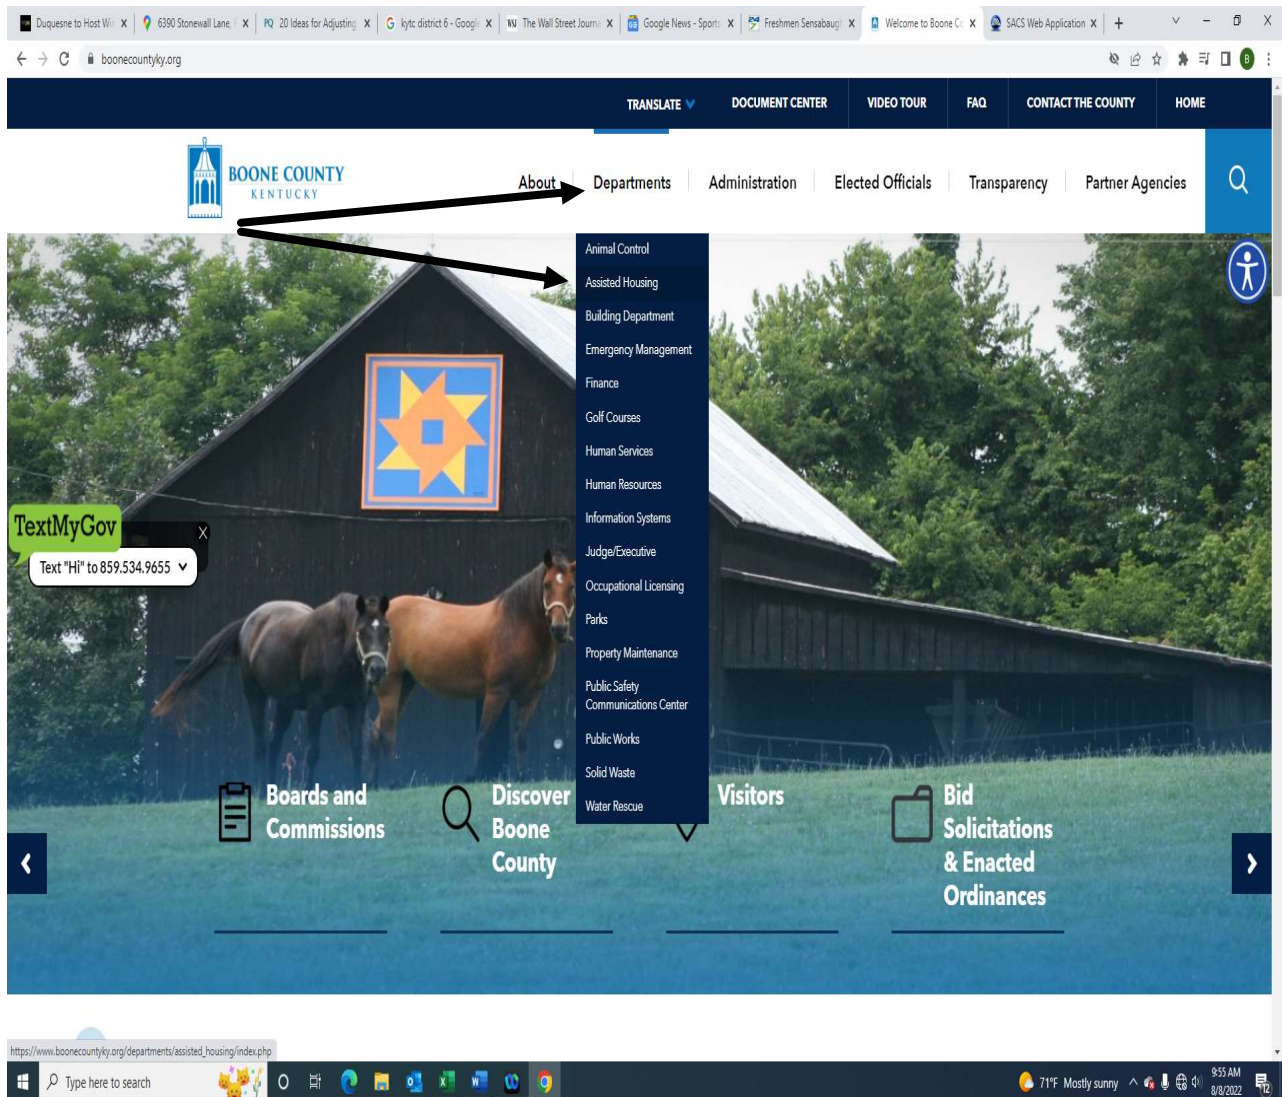 Duquesne to Host Wi
6390 Stonewall Lane,
PQ 20 Ideas for Adjusting
G kytc district 6 - Google
WSJ The Wall Street Journa
Google News - Sports
Freshmen Sensabaugh
Welcome to Boone Co
SACS Web Application
boonecountyky.org
B
TRANSLATE
DOCUMENT CENTER
VIDEO TOUR
FAQ
CONTACT THE COUNTY
HOME
BOONE COUNTY
KENTUCKY
About
Departments
Administration
Elected Officials
Transparency
Partner Agencies
Animal Control
Assisted Housing
Building Department
Emergency Management
Finance
Golf Courses
Human Services
Human Resources
Information Systems
Judge/Executive
Occupational Licensing
Parks
Property Maintenance
Public Safety
Communications Center
Public Works
Solid Waste
Water Rescue
TextMyGov
X
Text "Hi" to 859.534.9655
Boards and
Commissions
Discover
Boone
County
Visitors
Bid
Solicitations
& Enacted
Ordinances
https://www.boonecountyky.org/departments/assisted_housing/index.php
Type here to search
71°F Mostly sunny
9:55 AM
8/8/2022
12